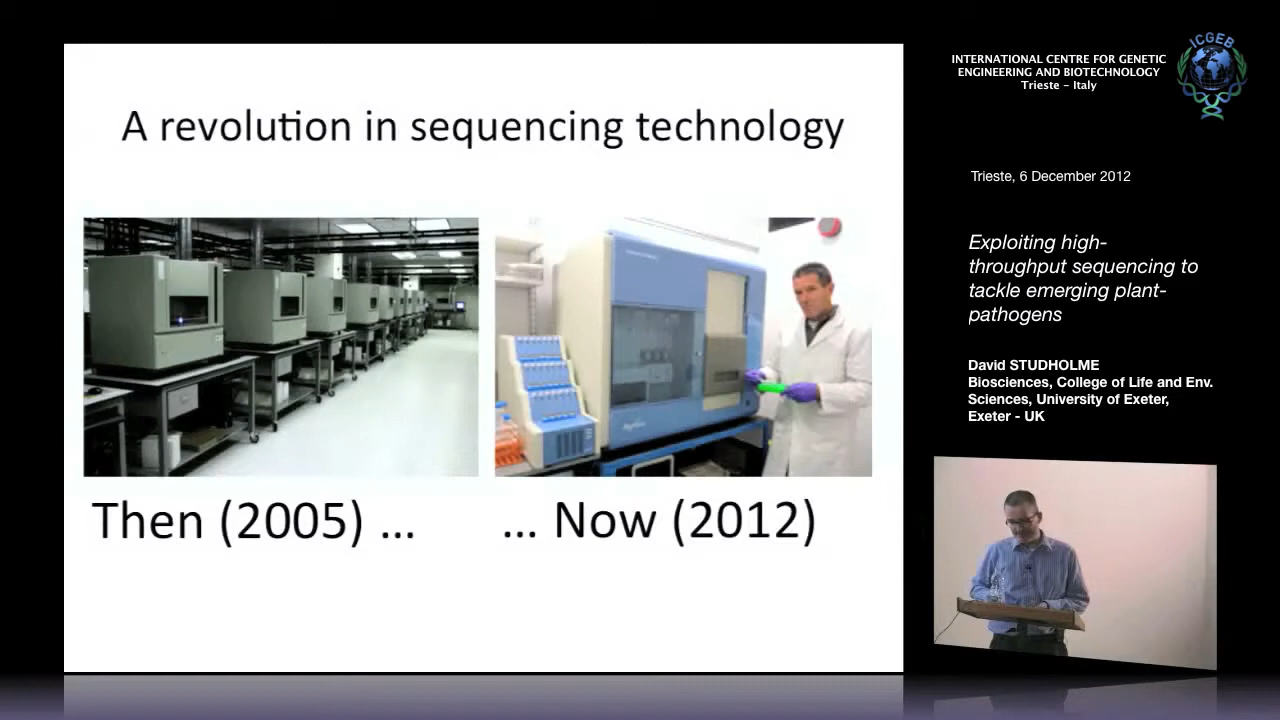 A revolution in sequencing technology
Then (2005) ...
... Now (2012)
INTERNATIONAL CENTRE FOR GENETIC
ENGINEERING AND BIOTECHNOLOGY
Trieste – Italy
ICGEB
Trieste, 6 December 2012
Exploiting high-
throughput sequencing to
tackle emerging plant-
pathogens
David STUDHOLME
Biosciences, College of Life and Env.
Sciences, University of Exeter,
Exeter - UK